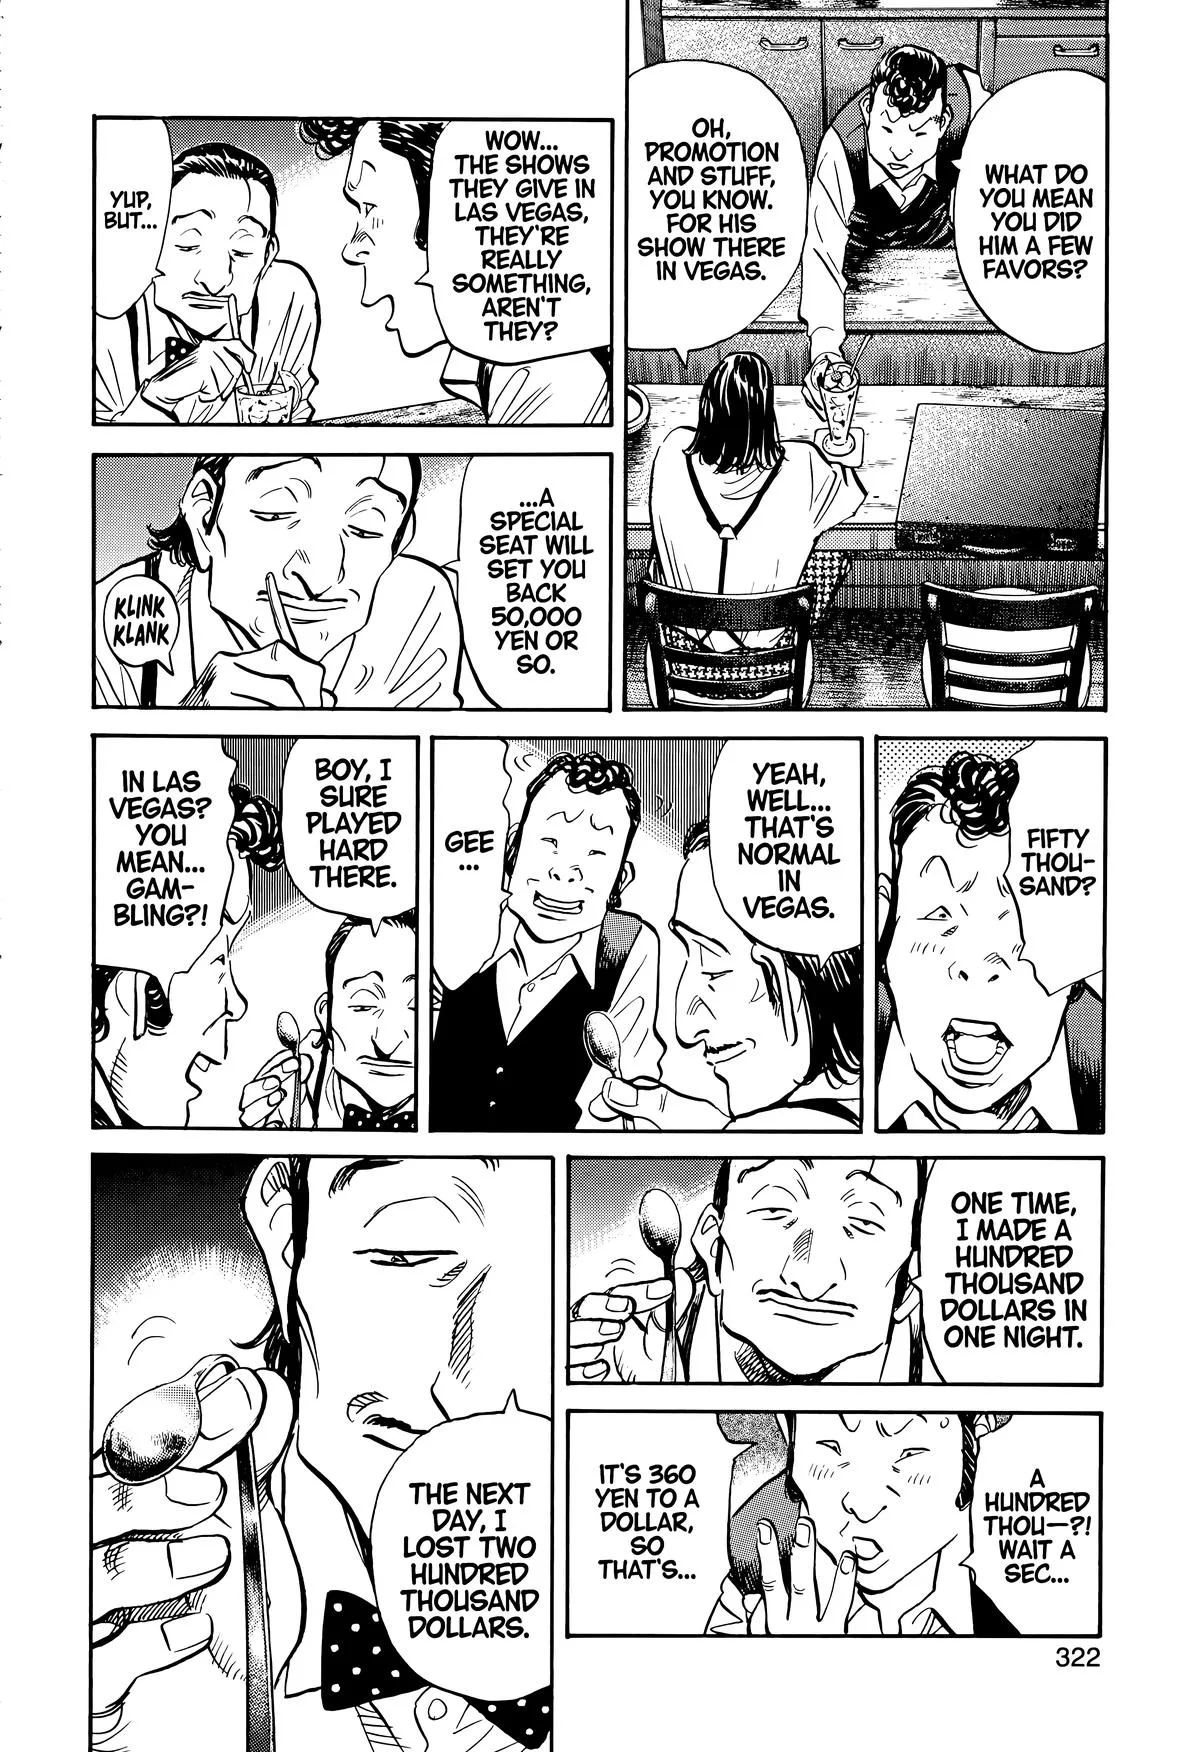 WHAT DO
YOU MEAN
YOU DID
HIM A FEW
FAVORS?
OH,
PROMOTION
AND STUFF,
YOU KNOW.
FOR HIS
SHOW THERE
IN VEGAS.
WOW...
THE SHOWS
THEY GIVE IN
LAS VEGAS,
THEY'RE
REALLY
SOMETHING,
AREN'T
THEY?
YUP,
BUT...
...A
SPECIAL
SEAT WILL
SET YOU
BACK
50,000
YEN OR
SO.
KLINK
KLANK
FIFTY
THOU-
SAND?
YEAH,
WELL...
THAT'S
NORMAL
IN
VEGAS.
GEE
...
BOY, I
SURE
PLAYED
HARD
THERE.
IN LAS
VEGAS?
YOU
MEAN...
GAM-
BLING?!
ONE TIME,
I MADE A
HUNDRED
THOUSAND
DOLLARS IN
ONE NIGHT.
A
HUNDRED
THOU—?!
WAIT A
SEC...
IT'S 360
YEN TO A
DOLLAR,
SO
THAT'S...
THE NEXT
DAY, I
LOST TWO
HUNDRED
THOUSAND
DOLLARS.
322